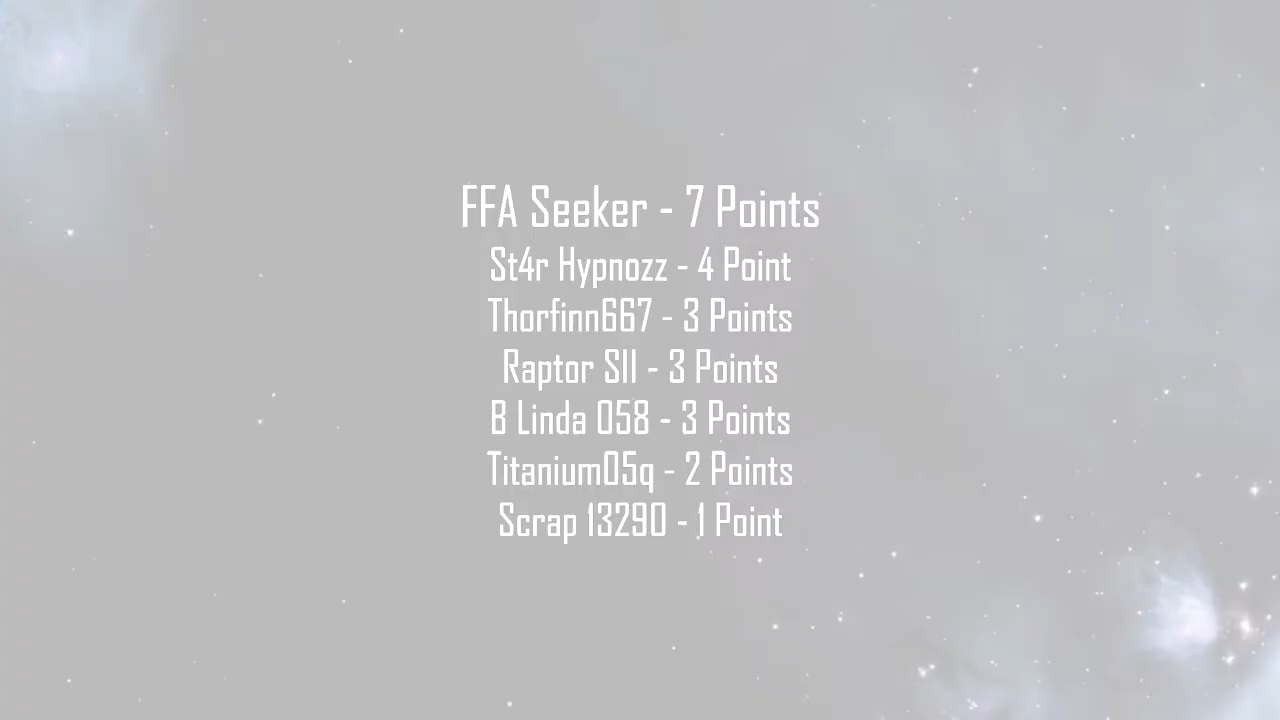 FFA Seeker - 7 Points
St4r Hypnozz - 4 Point
Thorfinn667 - 3 Points
Raptor SII - 3 Points
B Linda 058 - 3 Points
Titanium05q - 2 Points
Scrap 13290 - 1 Point